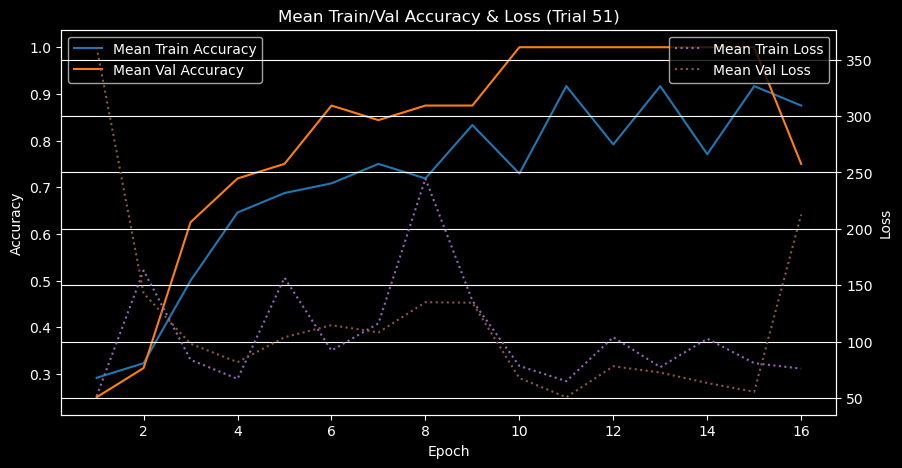 Mean Train/Val Accuracy & Loss (Trial 51)
Mean Train Accuracy
Mean Val Accuracy
Mean Train Loss
Mean Val Loss
1.0
0.9
0.8
0.7
0.6
0.5
0.4
0.3
Accuracy
350
300
250
200
150
100
50
Loss
2 4 6 8 10 12 14 16
Epoch